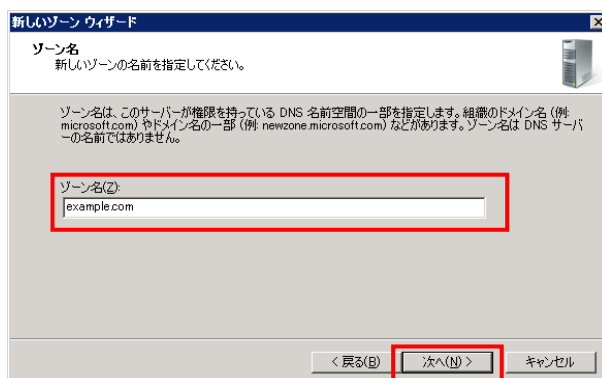 新しいゾーン ウィザード
ゾーン名
新しいゾーンの名前を指定してください。
ゾーン名は、このサーバーが権限を持っている DNS 名前空間の一部を指定します。組織のドメイン名 (例:
microsoft.com) やドメイン名の一部 (例: newzone.microsoft.com) などがあります。ゾーン名は DNS サーバ
ーの名前ではありません。
ゾーン名(Z):
example.com
< 戻る(B)
次へ(N) >
キャンセル